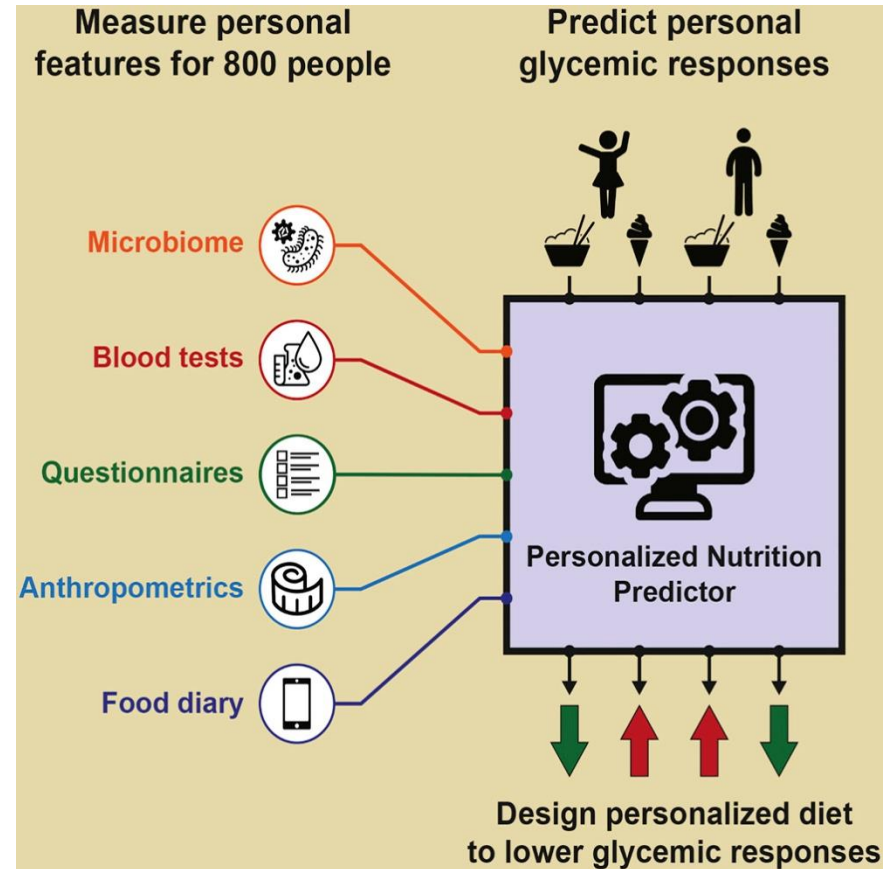 Measure personal
features for 800 people
Predict personal
glycemic responses
Microbiome
Blood tests
Questionnaires
Anthropometrics
Food diary
Personalized Nutrition
Predictor
Design personalized diet
to lower glycemic responses